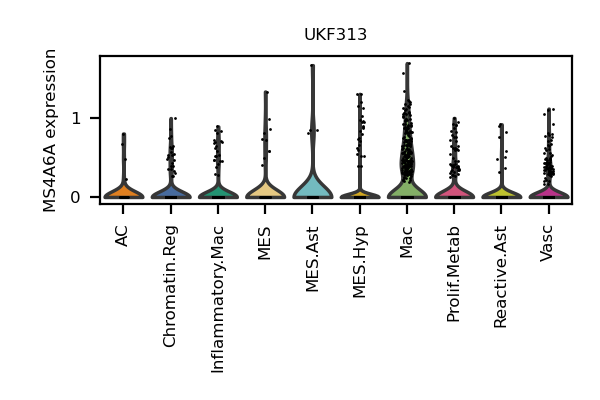 UKF313
MS4A6A expression
1
0
AC
Chromatin.Reg
Inflammatory.Mac
MES
MES.Ast
MES.Hyp
Mac
Prolif.Metab
Reactive.Ast
Vasc